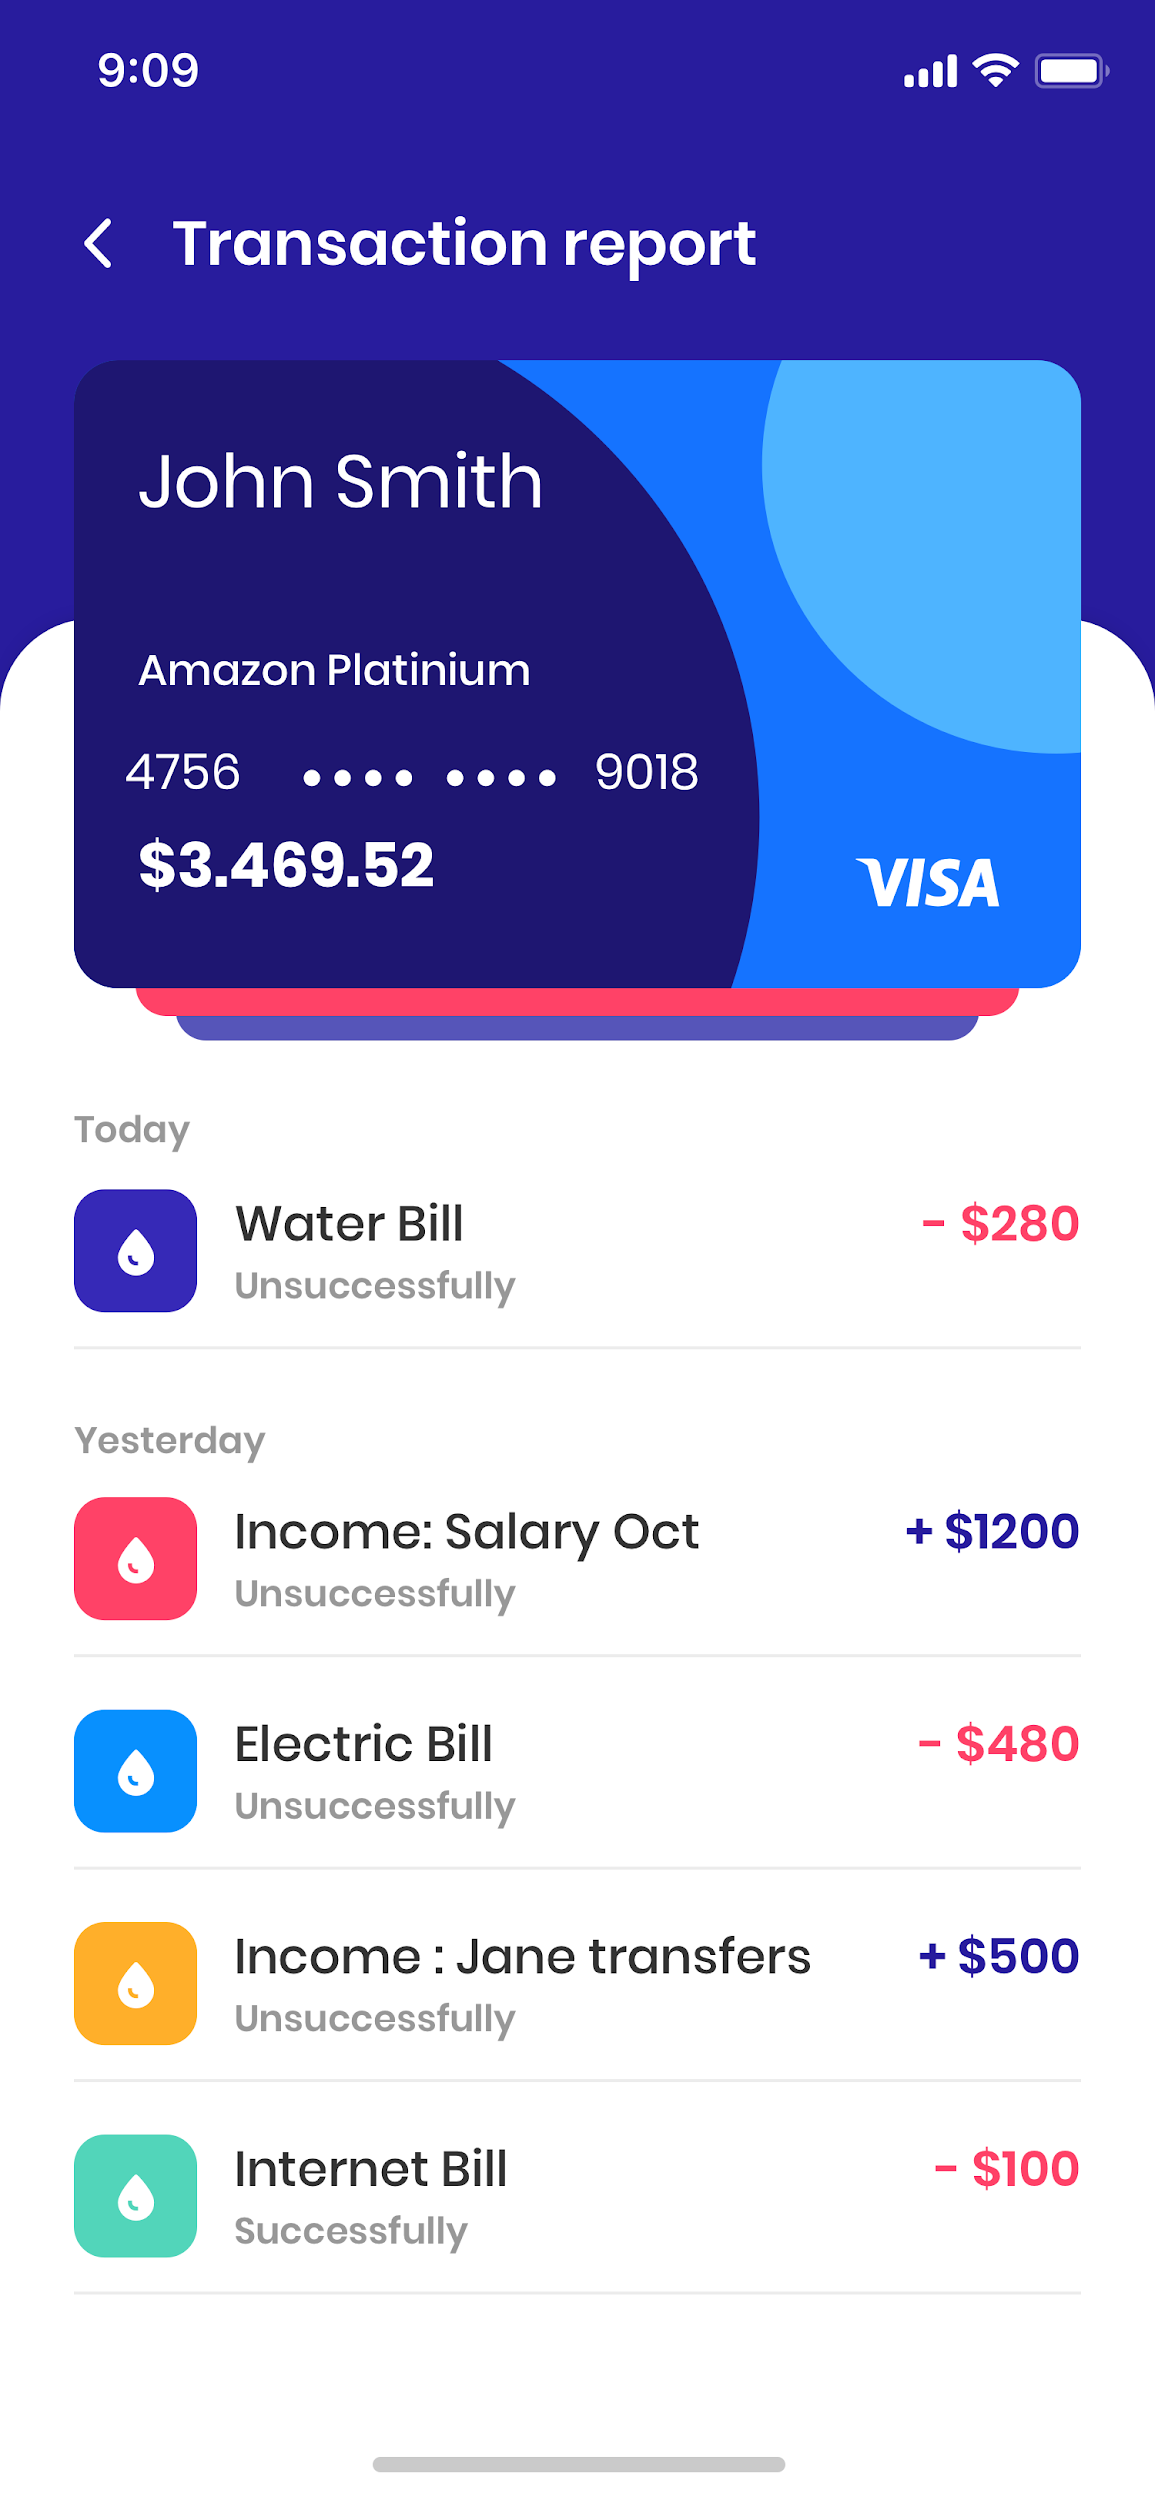 9:09
Transaction report
John Smith
Amazon Platinium
4756 •••• •••• 9018
$3.469.52
VISA
Today
Water Bill - $280
Unsuccessfully
Yesterday
Income: Salary Oct + $1200
Unsuccessfully
Electric Bill - $480
Unsuccessfully
Income : Jane transfers + $500
Unsuccessfully
Internet Bill - $100
Successfully